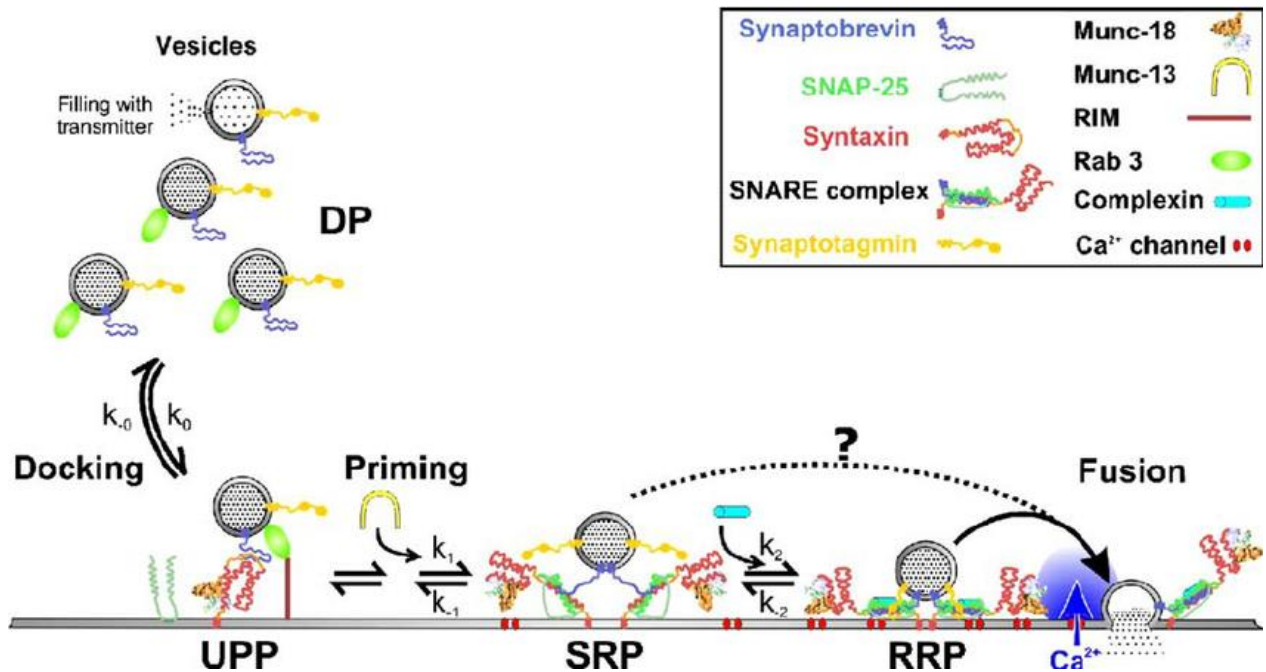 Vesicles
Filling with
transmitter
DP
Synaptobrevin
SNAP-25
Syntaxin
SNARE complex
Synaptotagmin
Munc-18
Munc-13
RIM
Rab 3
Complexin
Ca²⁺ channel
k-0
k0
Docking
Priming
k1
k-1
?
k2
k-2
Fusion
UPP
SRP
RRP
Ca²⁺